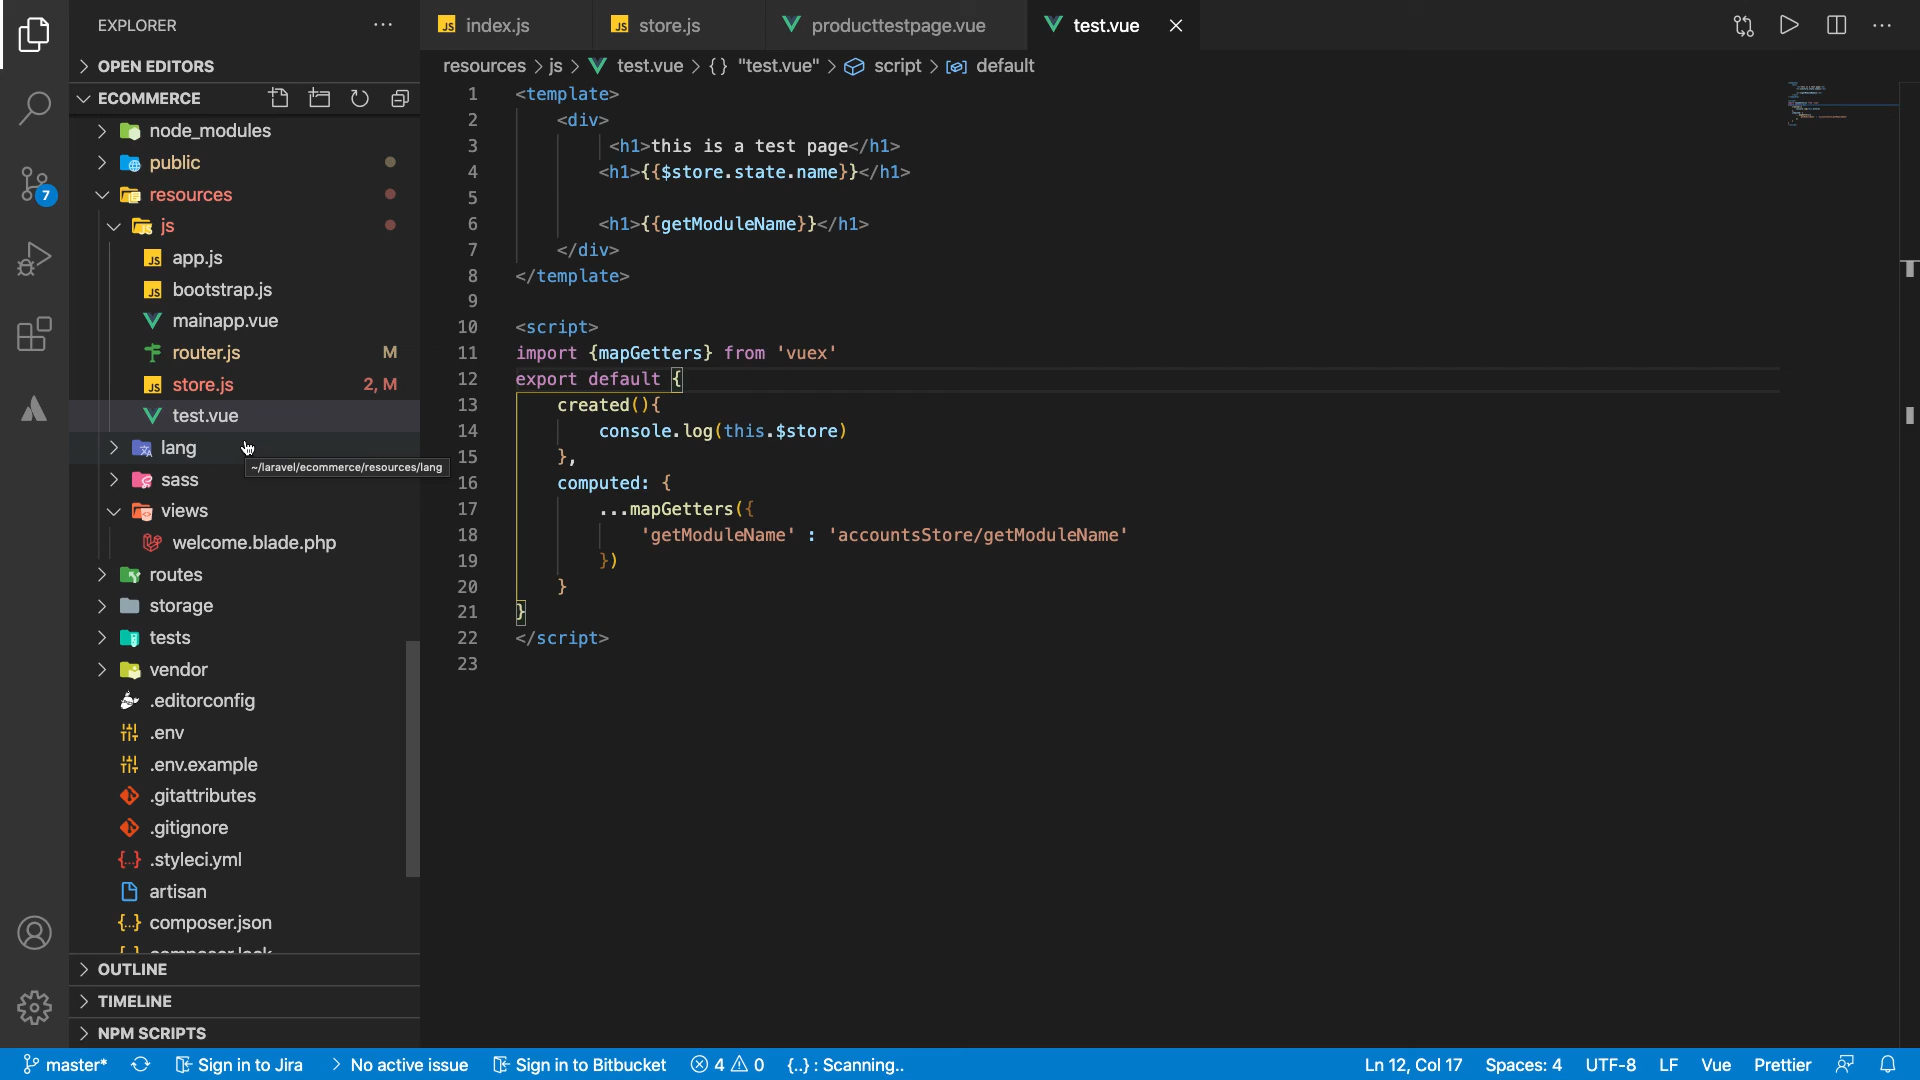 EXPLORER
OPEN EDITORS
ECOMMERCE
node_modules
public
resources
js
app.js
bootstrap.js
mainapp.vue
router.js M
store.js 2, M
test.vue
lang
~/laravel/ecommerce/resources/lang
sass
views
welcome.blade.php
routes
storage
tests
vendor
.editorconfig
.env
.env.example
.gitattributes
.gitignore
.styleci.yml
artisan
composer.json
OUTLINE
TIMELINE
NPM SCRIPTS
7
index.js store.js producttestpage.vue test.vue
resources > js > test.vue > {} "test.vue" > script > default
1 <template>
2 <div>
3 <h1>this is a test page</h1>
4 <h1>{{$store.state.name}}</h1>
5
6 <h1>{{getModuleName}}</h1>
7 </div>
8 </template>
9
10 <script>
11 import {mapGetters} from 'vuex'
12 export default {
13 created(){
14 console.log(this.$store)
15 },
16 computed: {
17 ...mapGetters({
18 'getModuleName' : 'accountsStore/getModuleName'
19 })
20 }
21 }
22 </script>
23
master* Sign in to Jira No active issue Sign in to Bitbucket 4 0 {..} : Scanning.. Ln 12, Col 17 Spaces: 4 UTF-8 LF Vue Prettier